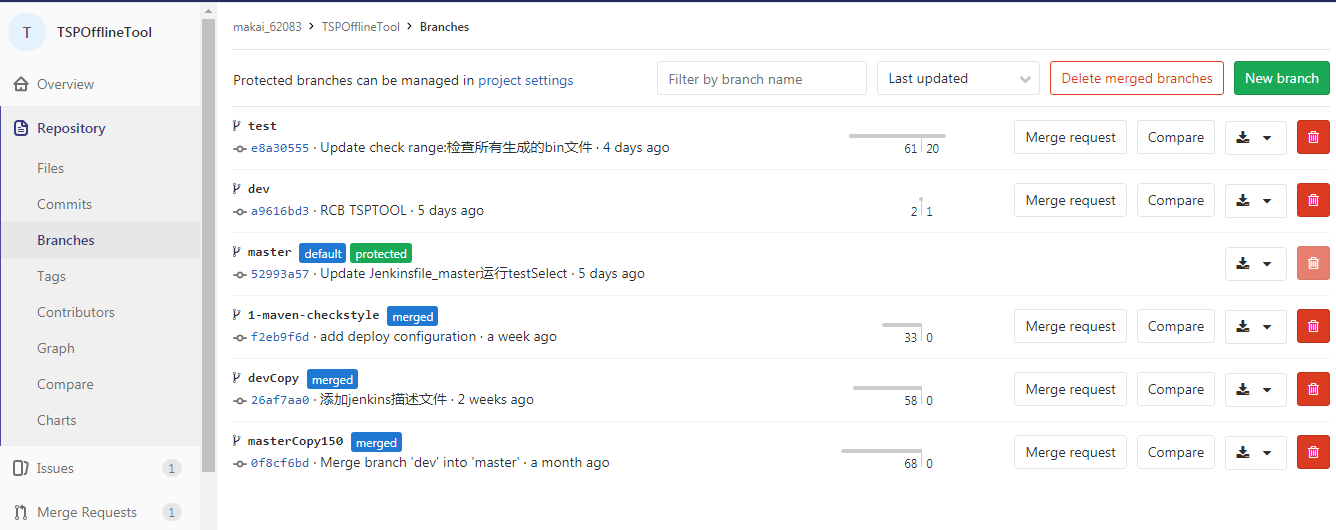 T TSPOfflineTool
Overview
Repository
Files
Commits
Branches
Tags
Contributors
Graph
Compare
Charts
Issues 1
Merge Requests 1
makai_62083 > TSPOfflineTool > Branches
Protected branches can be managed in project settings
Filter by branch name
Last updated
Delete merged branches
New branch
test
e8a30555 · Update check range:检查所有生成的bin文件 · 4 days ago
61 20
Merge request Compare
dev
a9616bd3 · RCB TSPTOOL · 5 days ago
2 1
Merge request Compare
master default protected
52993a57 · Update Jenkinsfile_master运行testSelect · 5 days ago
1-maven-checkstyle merged
f2eb9f6d · add deploy configuration · a week ago
33 0
Merge request Compare
devCopy merged
26af7aa0 · 添加jenkins描述文件 · 2 weeks ago
58 0
Merge request Compare
masterCopy150 merged
0f8cf6bd · Merge branch 'dev' into 'master' · a month ago
68 0
Merge request Compare